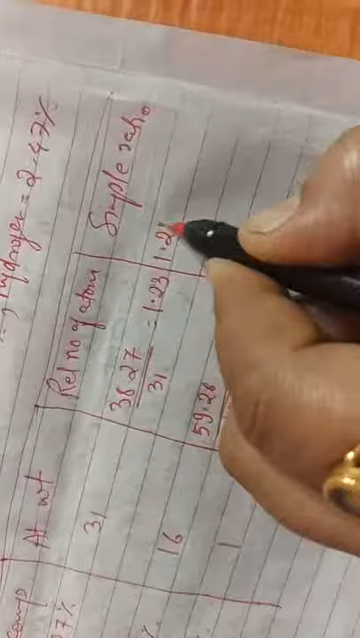 Hydrogen = 2.47%
At wt | Rel no of atom | Simple ratio
31 | 38.27 / 31 = 1.23 | 1.2
16 | 59.26
1